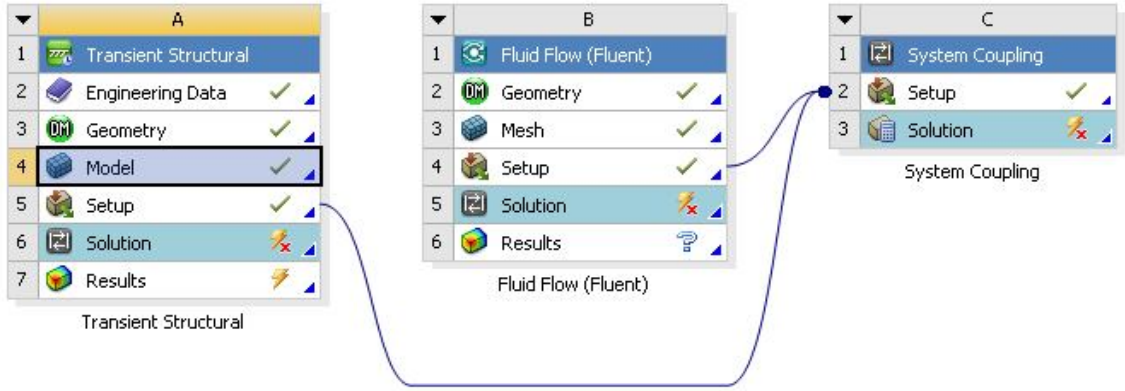 A
1 Transient Structural
2 Engineering Data
3 DM Geometry
4 Model
5 Setup
6 Solution
7 Results
Transient Structural
B
1 Fluid Flow (Fluent)
2 DM Geometry
3 Mesh
4 Setup
5 Solution
6 Results
Fluid Flow (Fluent)
C
1 System Coupling
2 Setup
3 Solution
System Coupling